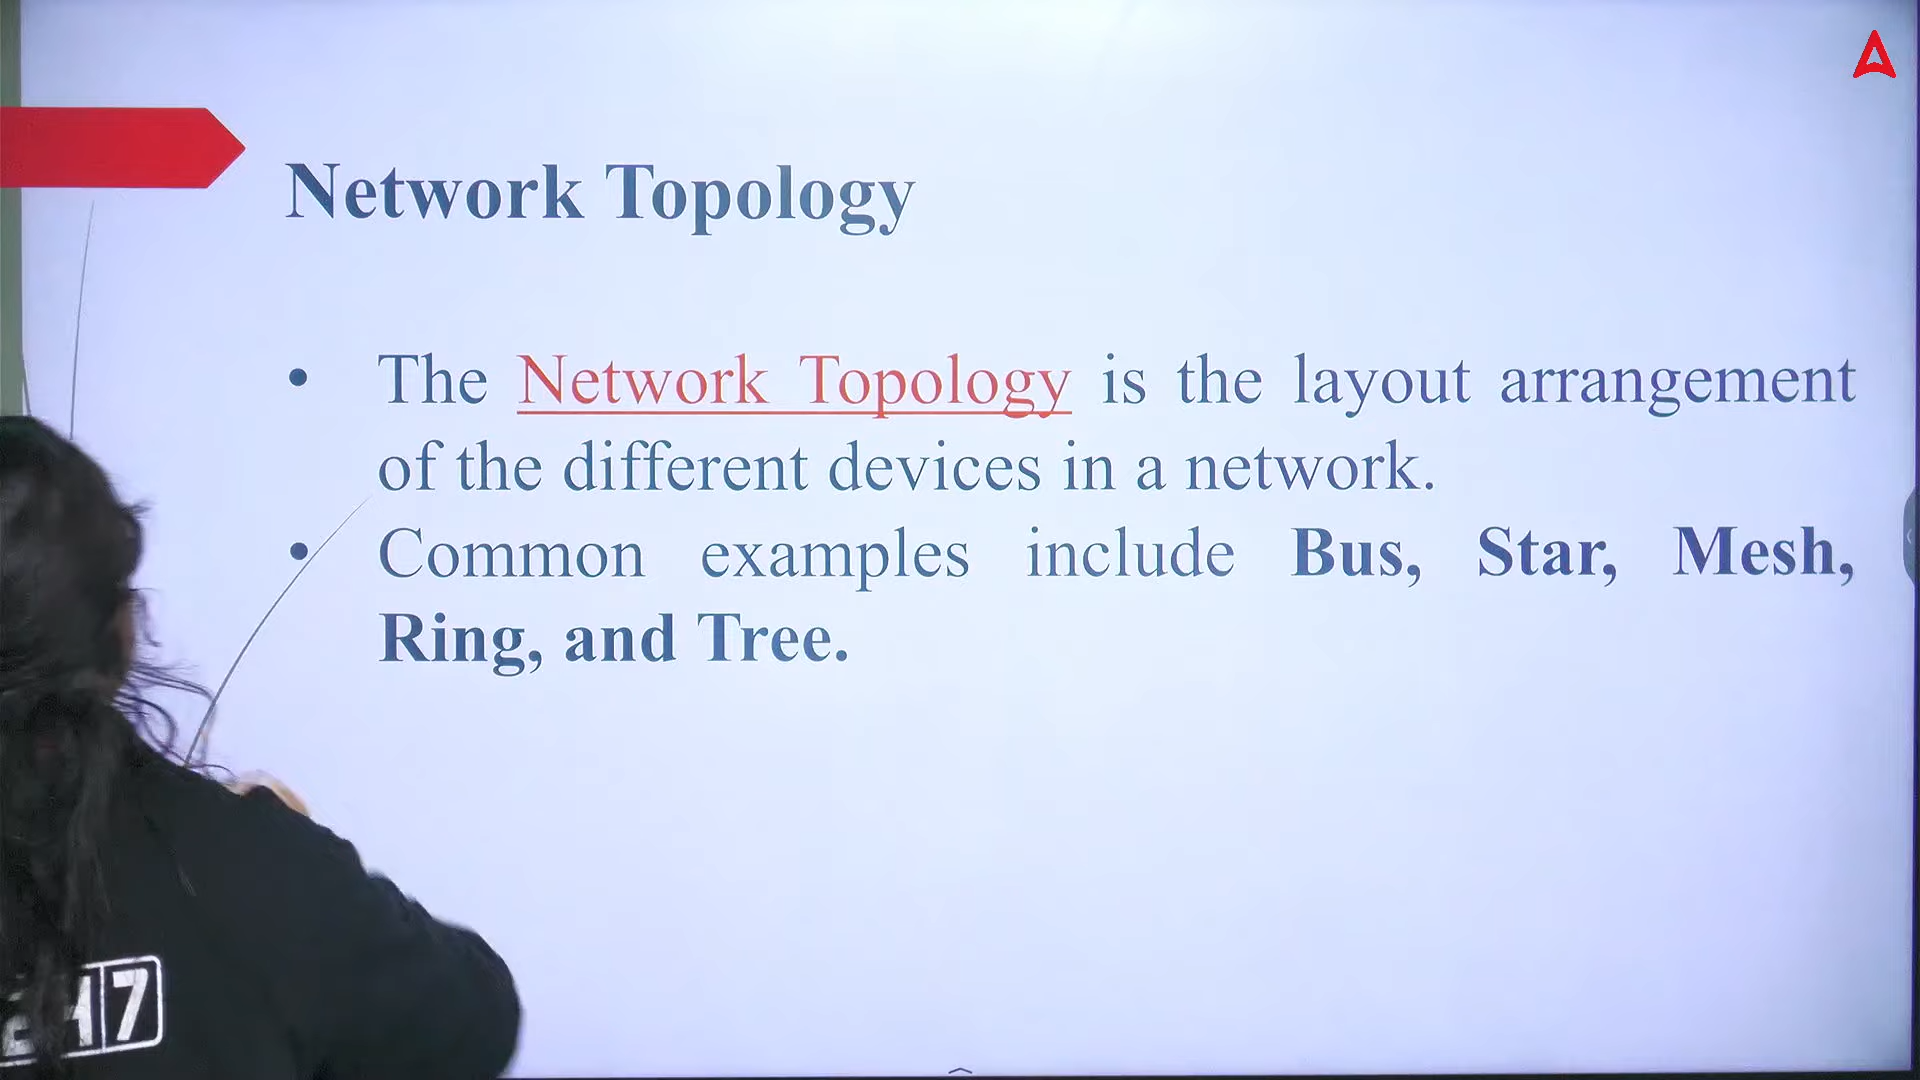 Network Topology
• The Network Topology is the layout arrangement
of the different devices in a network.
• Common examples include Bus, Star, Mesh,
Ring, and Tree.
7